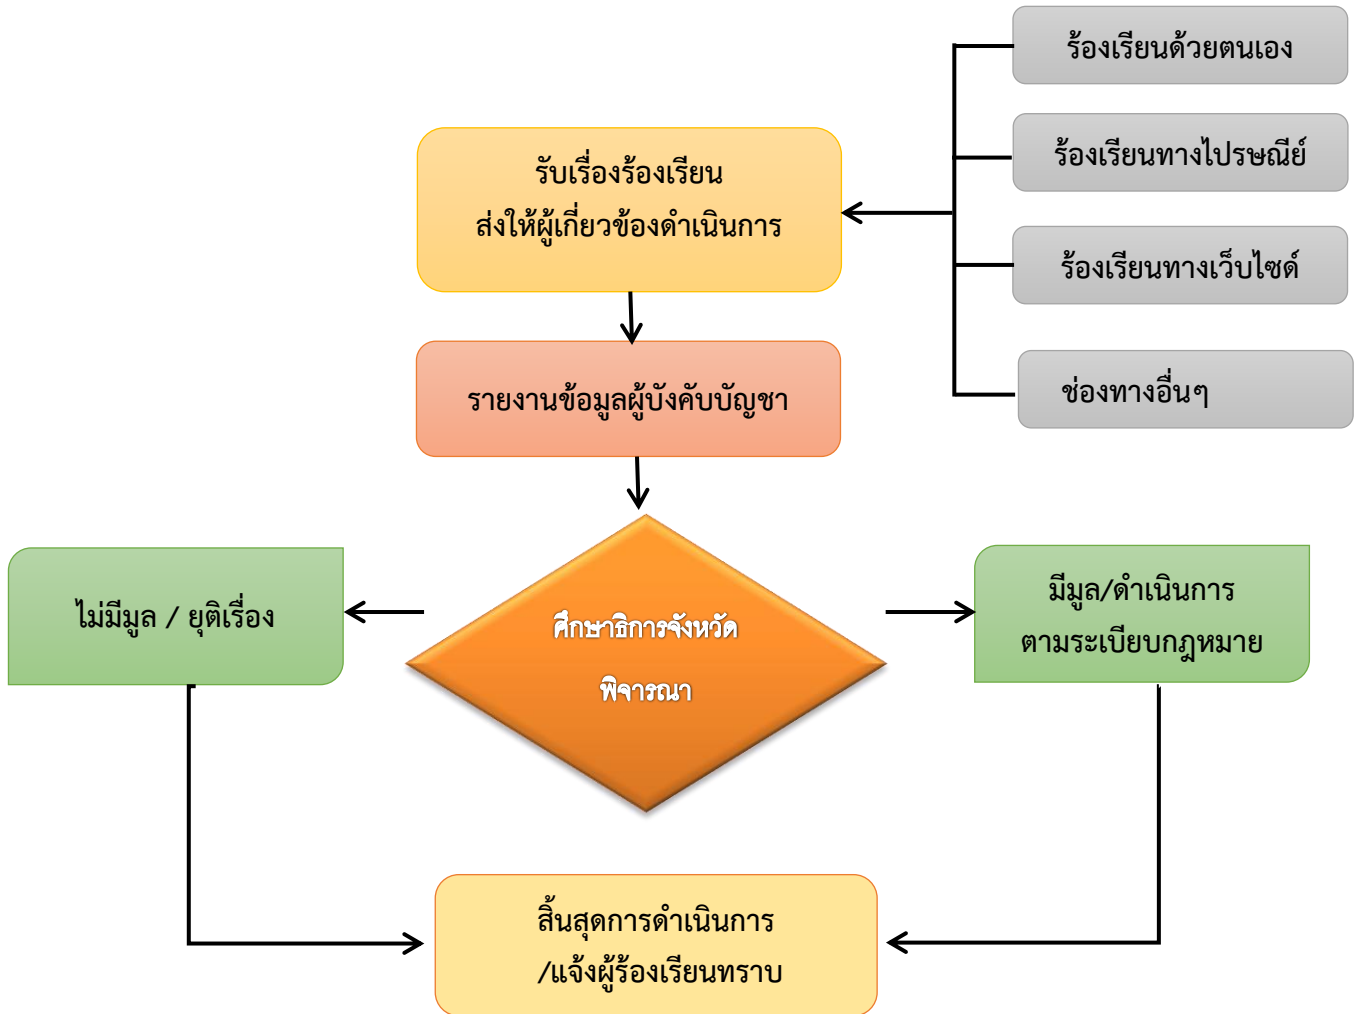 ร้องเรียนด้วยตนเอง
ร้องเรียนทางไปรษณีย์
ร้องเรียนทางเว็บไซด์
ช่องทางอื่นๆ
รับเรื่องร้องเรียน
ส่งให้ผู้เกี่ยวข้องดำเนินการ
รายงานข้อมูลผู้บังคับบัญชา
ศึกษาธิการจังหวัด
พิจารณา
ไม่มีมูล / ยุติเรื่อง
มีมูล/ดำเนินการ
ตามระเบียบกฎหมาย
สิ้นสุดการดำเนินการ
/แจ้งผู้ร้องเรียนทราบ